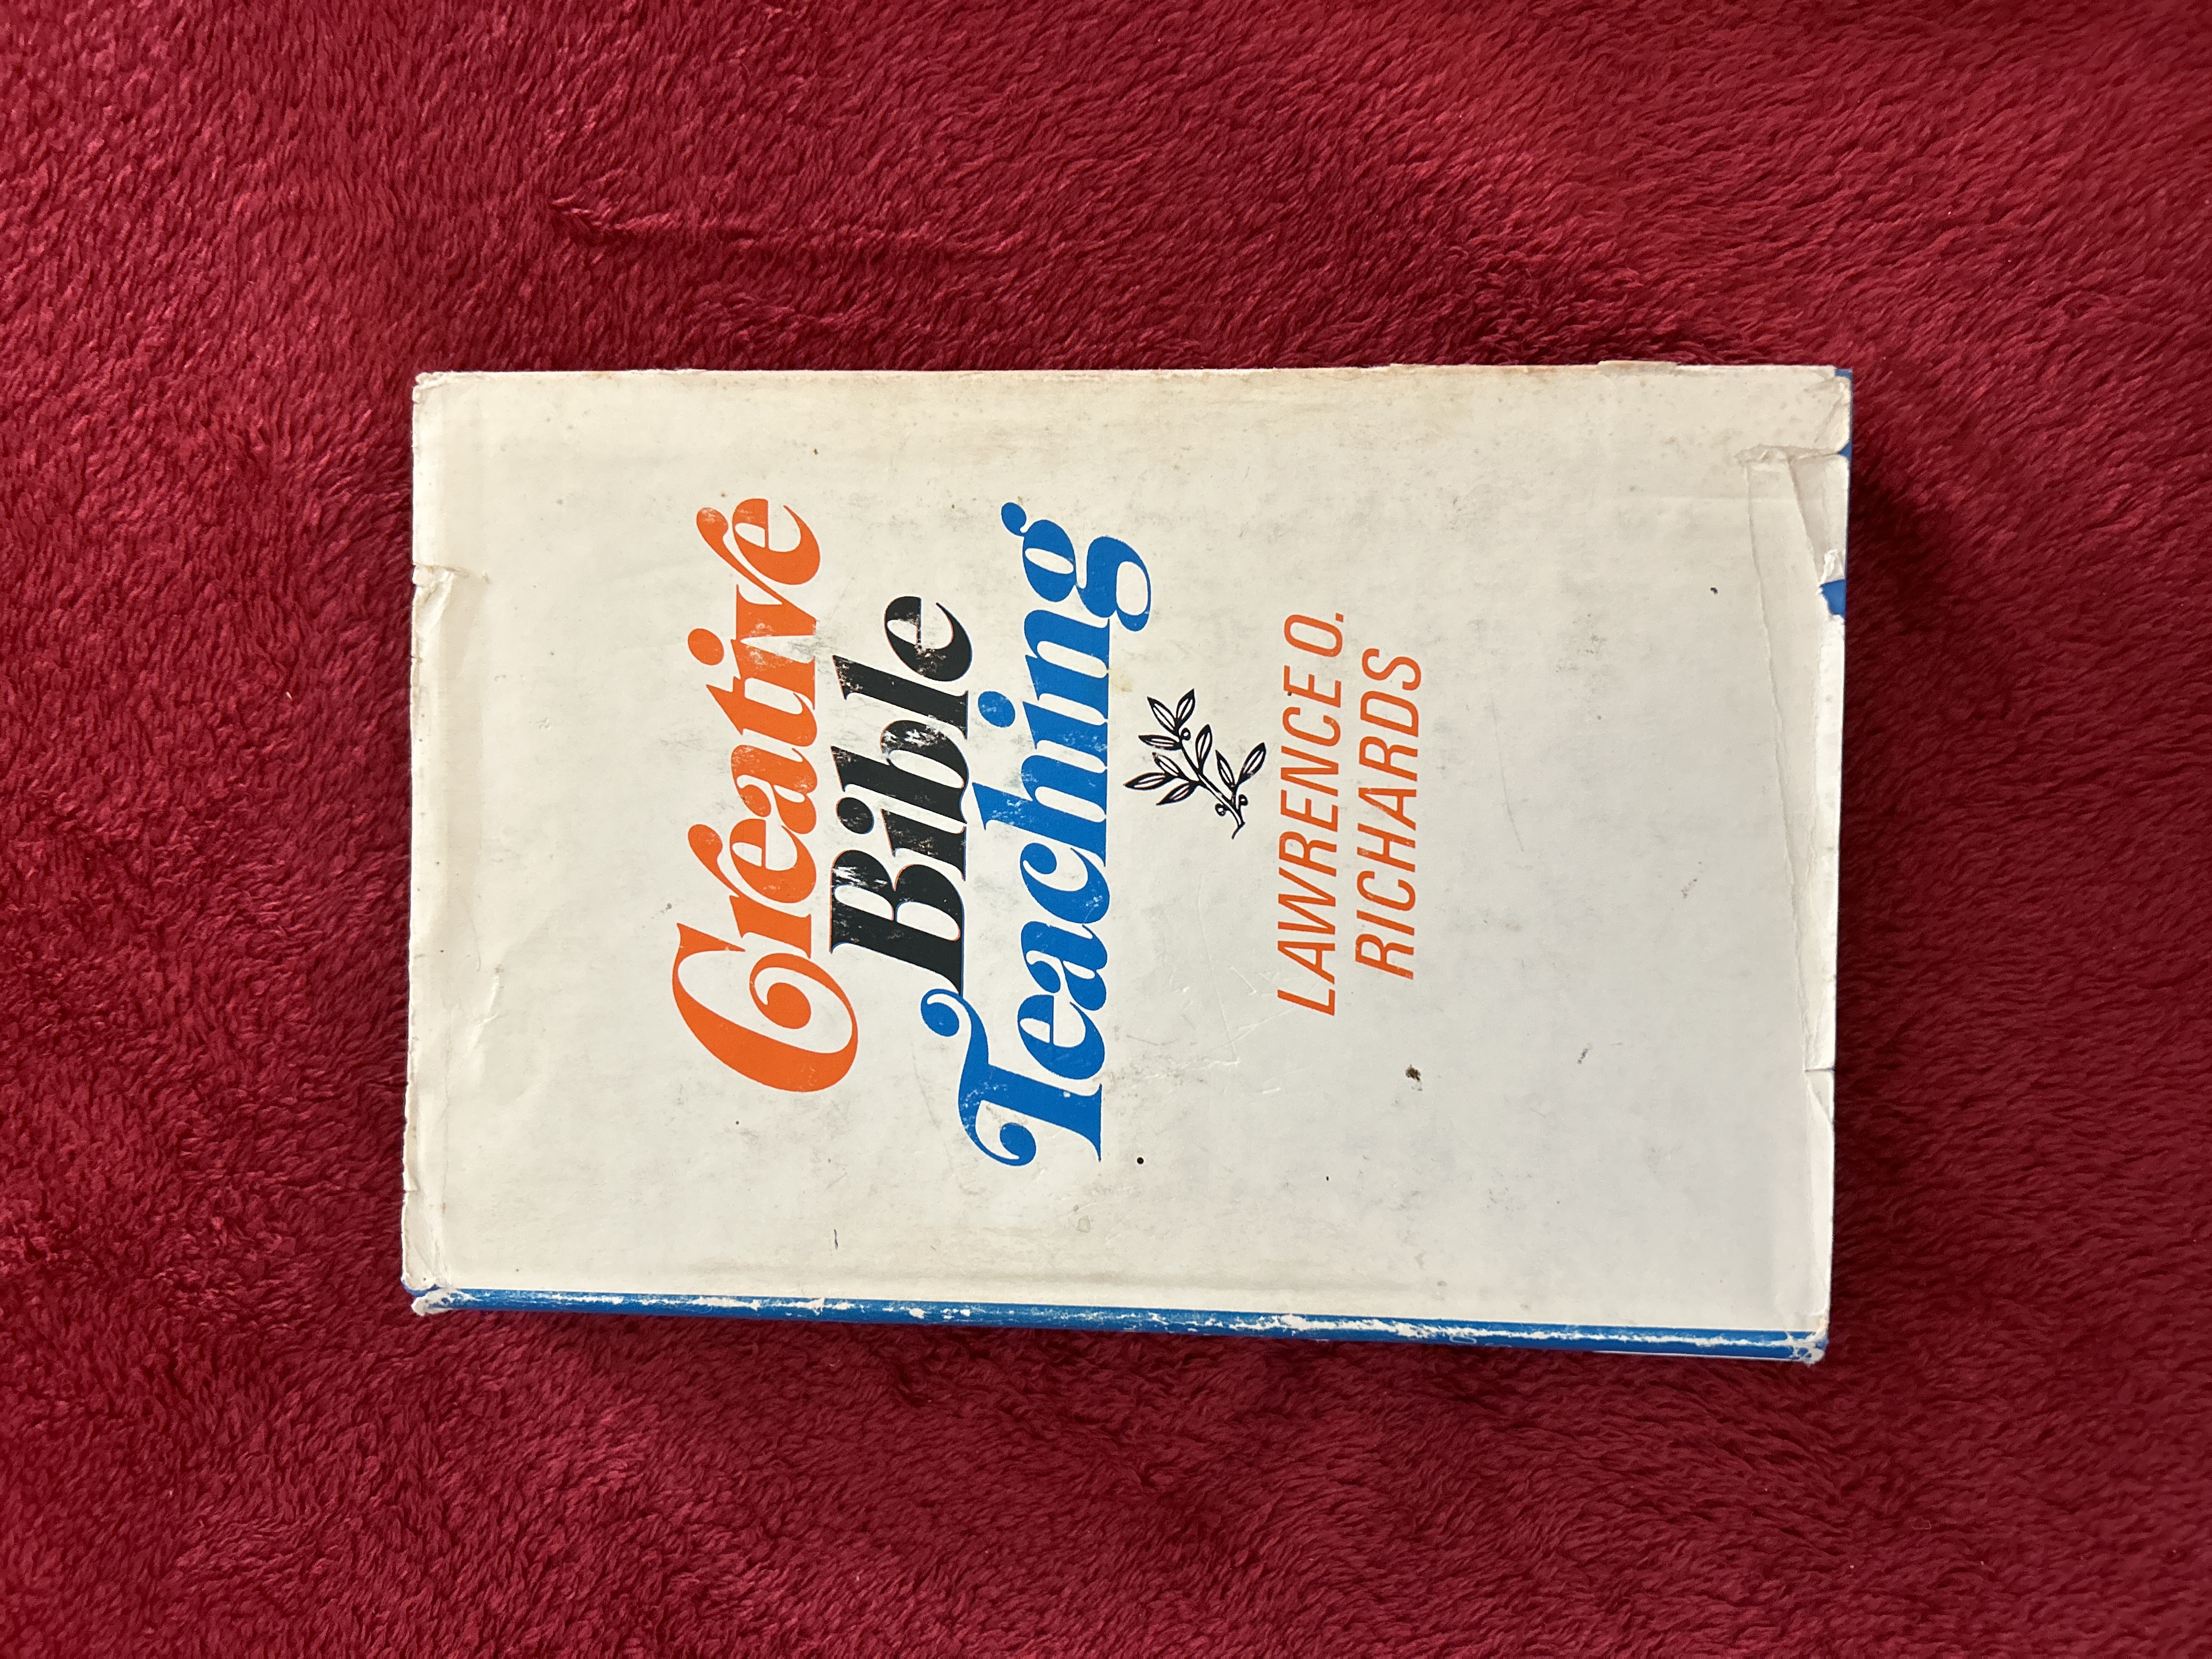 Creative
Bible
Teaching
LAWRENCE O.
RICHARDS